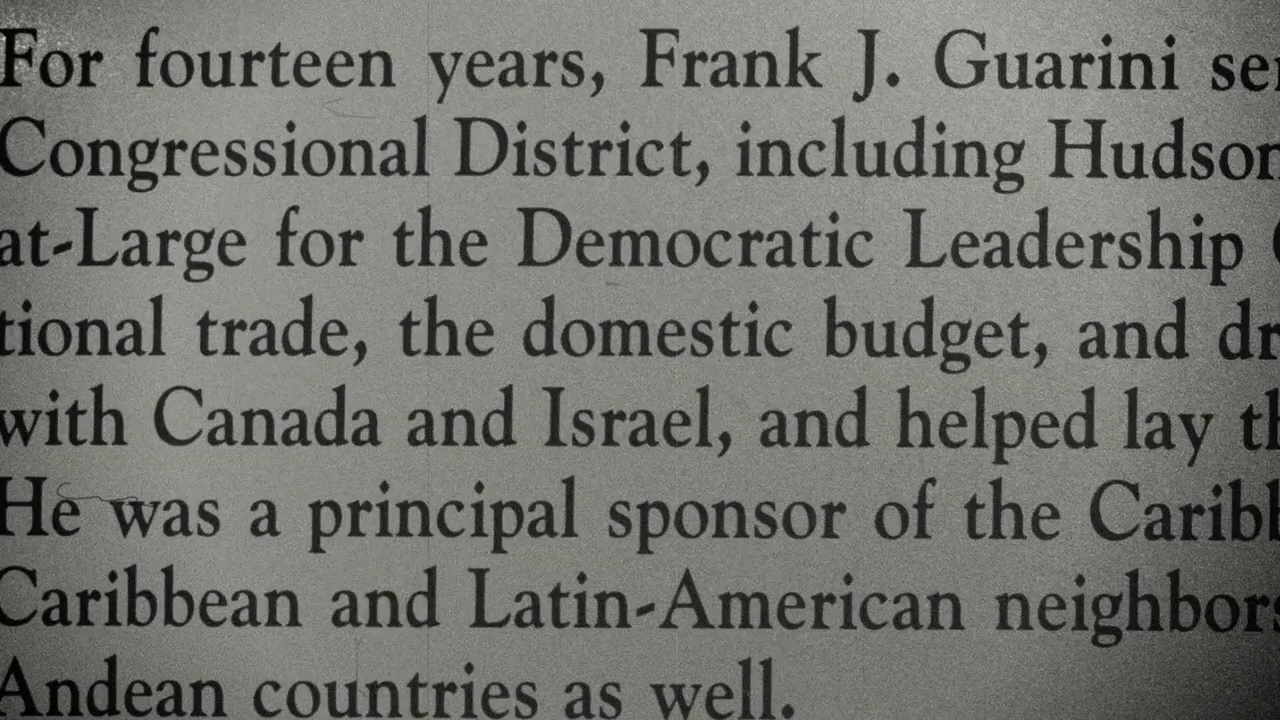 For fourteen years, Frank J. Guarini
Congressional District, including
at-Large for the Democratic Leadership
tional trade, the domestic budget, and
with Canada and Israel, and helped lay
He was a principal sponsor of the
Caribbean and Latin-American neighbors
Andean countries as well.